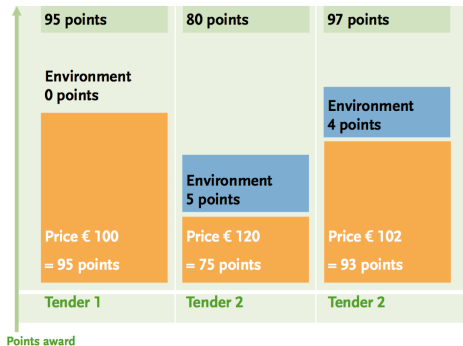 95 points
80 points
97 points
Environment
0 points
Environment
5 points
Environment
4 points
Price € 100
= 95 points
Price € 120
= 75 points
Price € 102
= 93 points
Tender 1
Tender 2
Tender 2
Points award